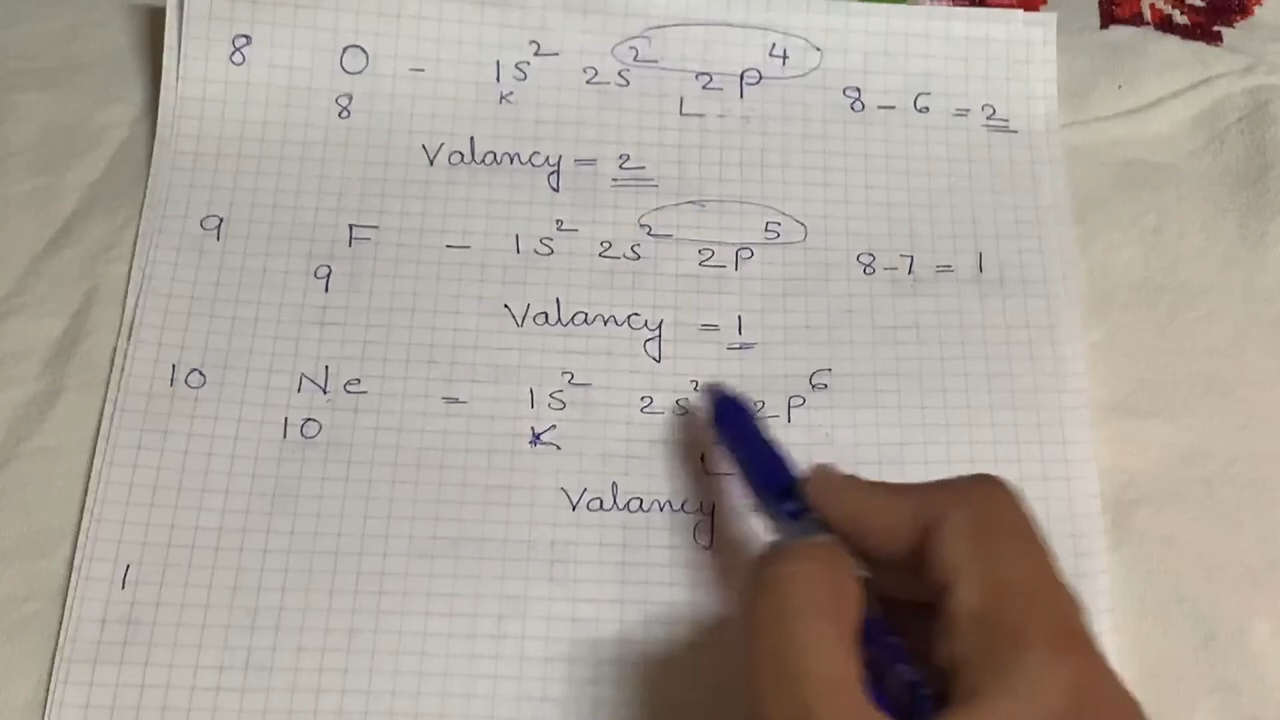 8 O - 1s² 2s² 2p⁴ 8 - 6 = 2
8 K L
Valancy = 2
9 F - 1s² 2s² 2p⁵ 8-7 = 1
9
Valancy = 1
10 Ne = 1s² 2s² 2p⁶
10 K L
Valancy
1